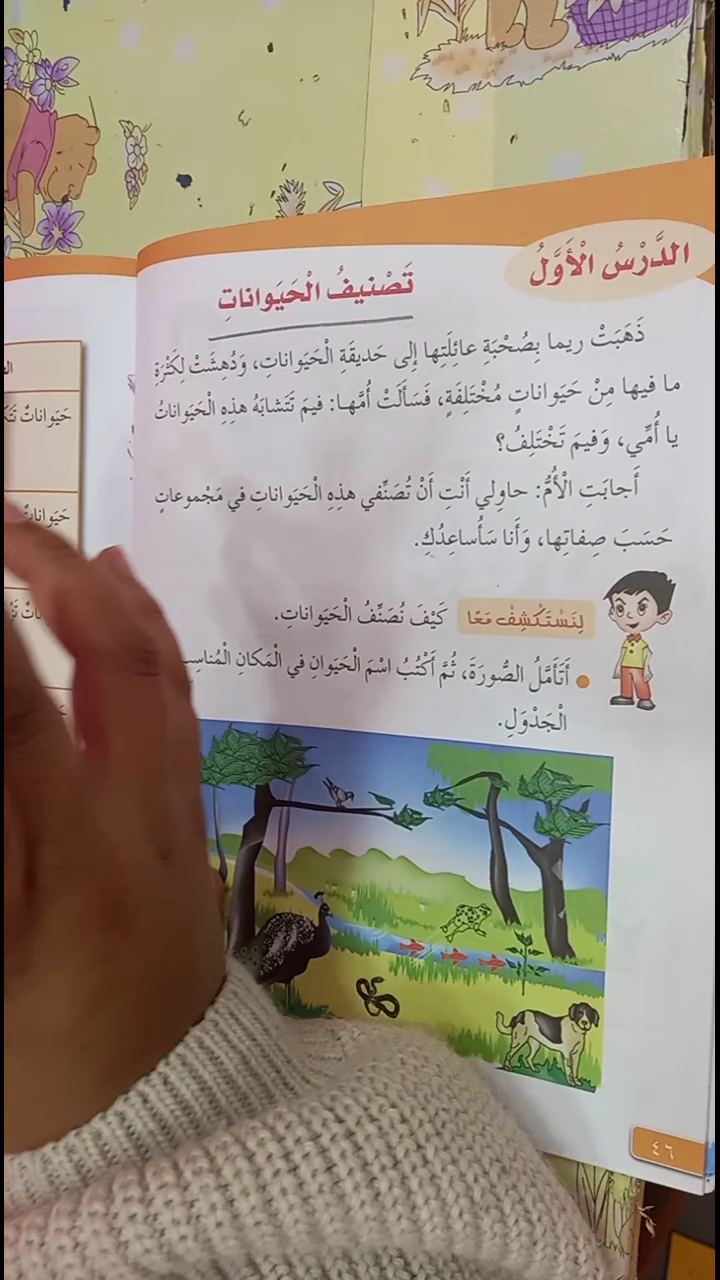 الدَّرْسُ الْأَوَّلُ
تَصْنيفُ الْحَيَواناتِ
ذَهَبَتْ ريما بِصُحْبَةِ عائِلَتِها إِلى حَديقَةِ الْحَيَواناتِ، وَدُهِشَتْ لِكَثْرَةِ
ما فيها مِنْ حَيَواناتٍ مُخْتَلِفَةٍ، فَسَأَلَتْ أُمَّها: فيمَ تَتَشابَهُ هذِهِ الْحَيَواناتُ
يا أُمّي، وَفيمَ تَخْتَلِفُ؟
أَجابَتِ الْأُمُّ: حاوِلي أَنْتِ أَنْ تُصَنِّفي هذِهِ الْحَيَواناتِ في مَجْموعاتٍ
حَسَبَ صِفاتِها، وَأَنا سَأُساعِدُكِ.
لِنَسْتَكْشِفْ مَعًا كَيْفَ نُصَنِّفُ الْحَيَواناتِ.
أَتَأَمَّلُ الصُّورَةَ، ثُمَّ أَكْتُبُ اسْمَ الْحَيَوانِ في الْمَكانِ
الْجَدْوَلِ.
٤٦
حَيَواناتٌ